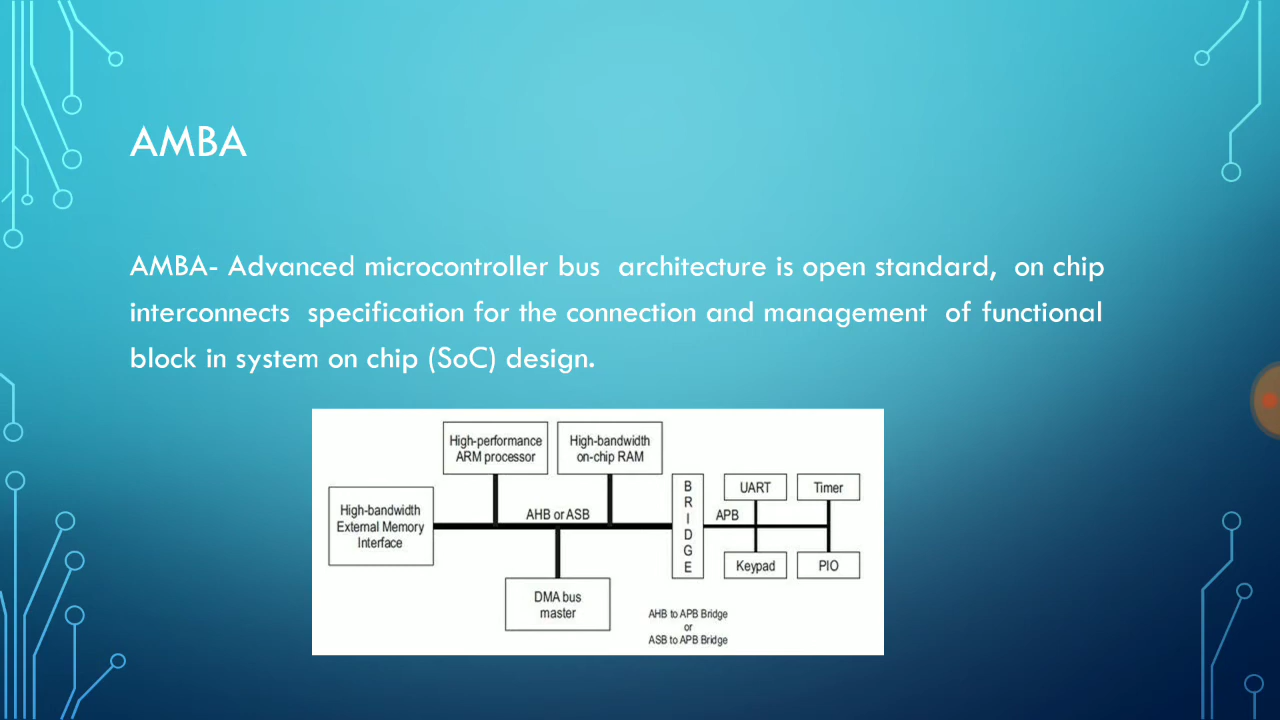 AMBA
AMBA- Advanced microcontroller bus architecture is open standard, on chip
interconnects specification for the connection and management of functional
block in system on chip (SoC) design.
High-performance
ARM processor
High-bandwidth
on-chip RAM
High-bandwidth
External Memory
Interface
AHB or ASB
B
R
I
D
G
E
APB
UART
Timer
Keypad
PIO
DMA bus
master
AHB to APB Bridge
or
ASB to APB Bridge